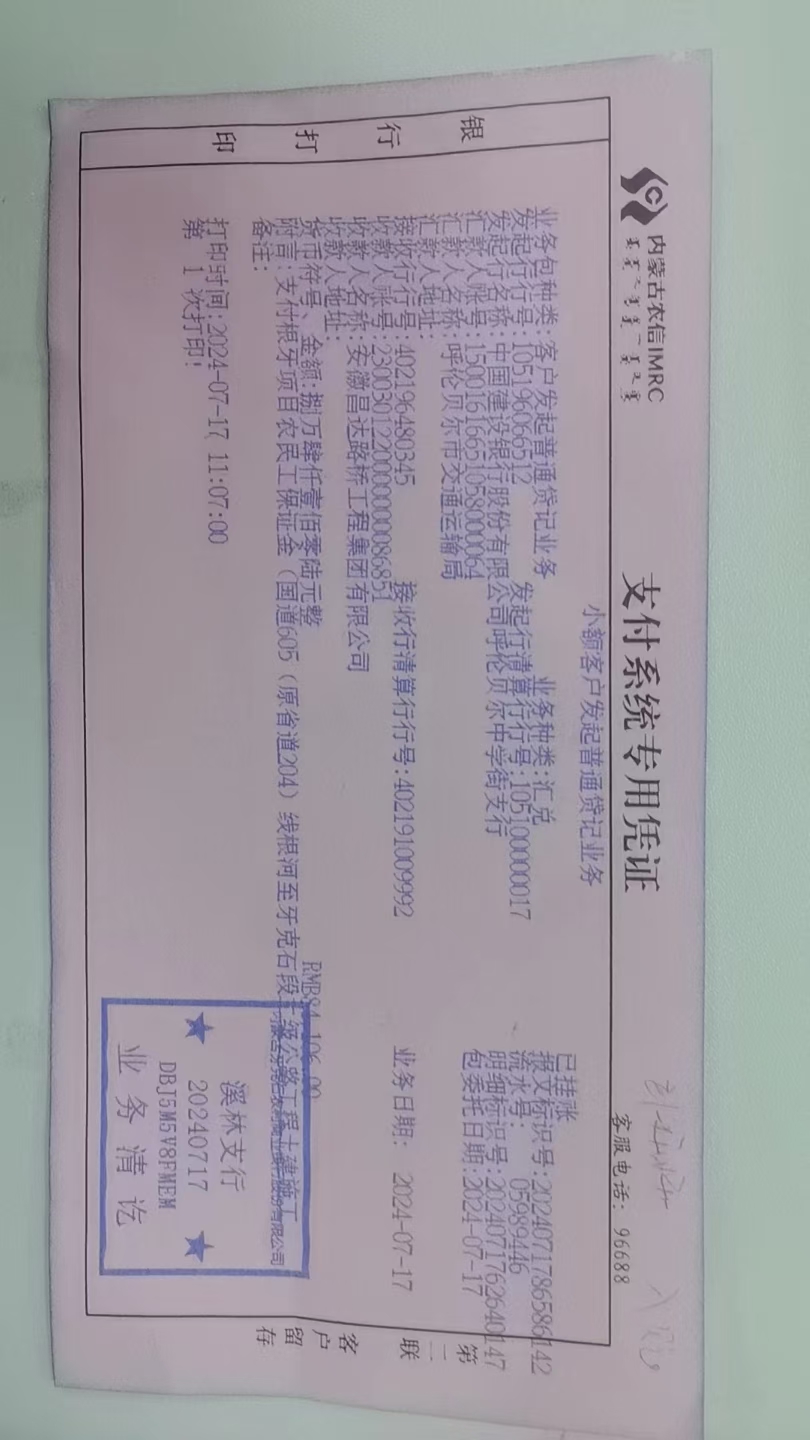 内蒙古农信IMRC
支付系统专用凭证
客服电话：96688
小额客户发起普通贷记业务
已挂账
业务包种类:客户发起普通贷记业务 业务种类:汇兑 报文标识号:2024071786586142
发起行行号:105196066512 发起行清算行行号:105100000017 流水号: 05989446
发起行名称:中国建设银行股份有限公司呼伦贝尔中学街支行 明细标识号:2024071762640147
汇款人账号:15001616651058000064 包委托日期:2024-07-17
汇款人名称:呼伦贝尔市交通运输局
汇款人地址:
接收行行号:402196480345 接收行清算行行号:402191009992 业务日期: 2024-07-17
收款人账号:2300301220000000086851
收款人名称:安徽昌达路桥工程集团有限公司
收款人地址:
货币符号、金额:捌万肆仟壹佰零陆元整 RMB84,106.00
附言:支付根牙项目农民工保证金(国道605(原省道204)线根河至牙克石段一级公路工程土建施工
备注:
打印时间:2024-07-17 11:07:00
第 1 次打印!
溪林支行
20240717
DBJ5M5V8FMEM
业务清讫
银行打印
第二联 客户留存